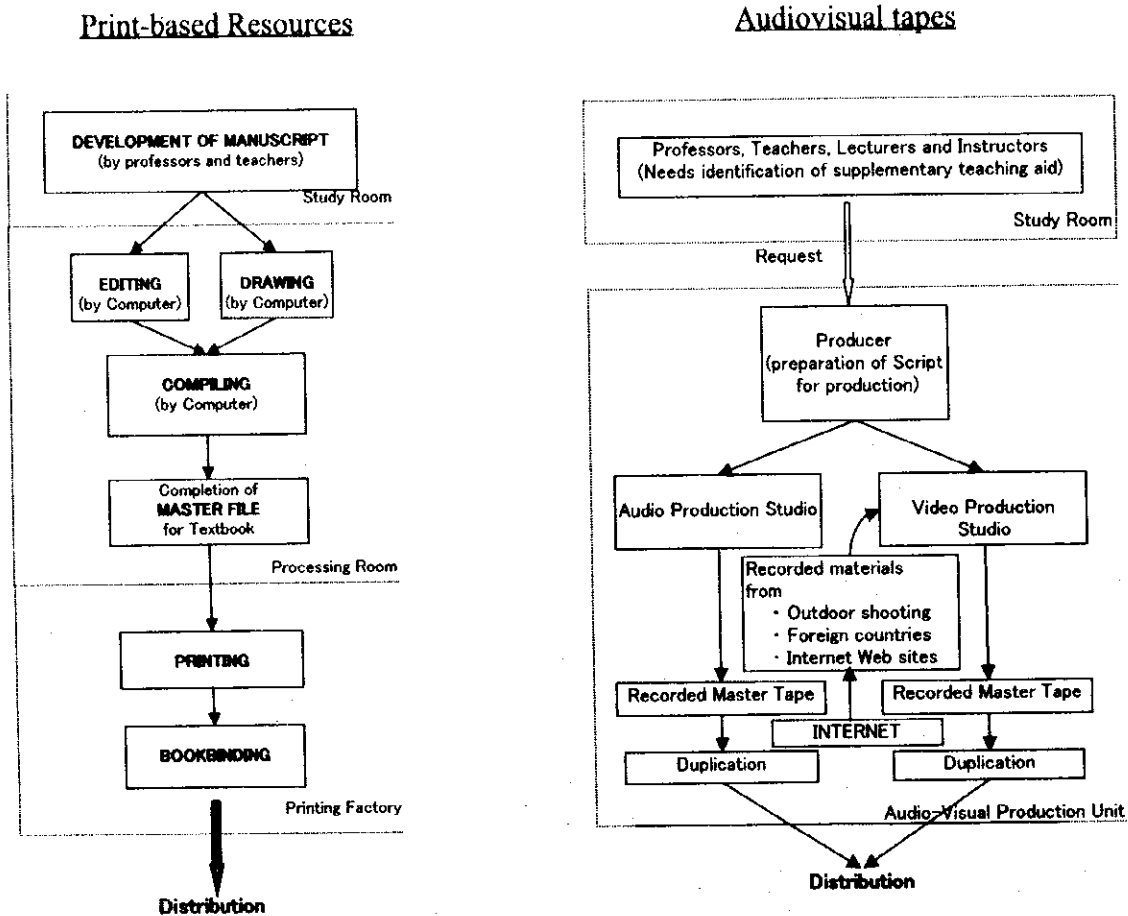 Print-based Resources
DEVELOPMENT OF MANUSCRIPT
(by professors and teachers)
Study Room
EDITING
(by Computer)
DRAWING
(by Computer)
COMPILING
(by Computer)
Completion of
MASTER FILE
for Textbook
Processing Room
PRINTING
BOOKBINDING
Printing Factory
Distribution
Audiovisual tapes
Professors, Teachers, Lecturers and Instructors
(Needs identification of supplementary teaching aid)
Study Room
Request
Producer
(preparation of Script
for production)
Audio Production Studio
Video Production
Studio
Recorded materials
from
・ Outdoor shooting
・ Foreign countries
・ Internet Web sites
Recorded Master Tape
Recorded Master Tape
INTERNET
Duplication
Duplication
Audio-Visual Production Unit
Distribution